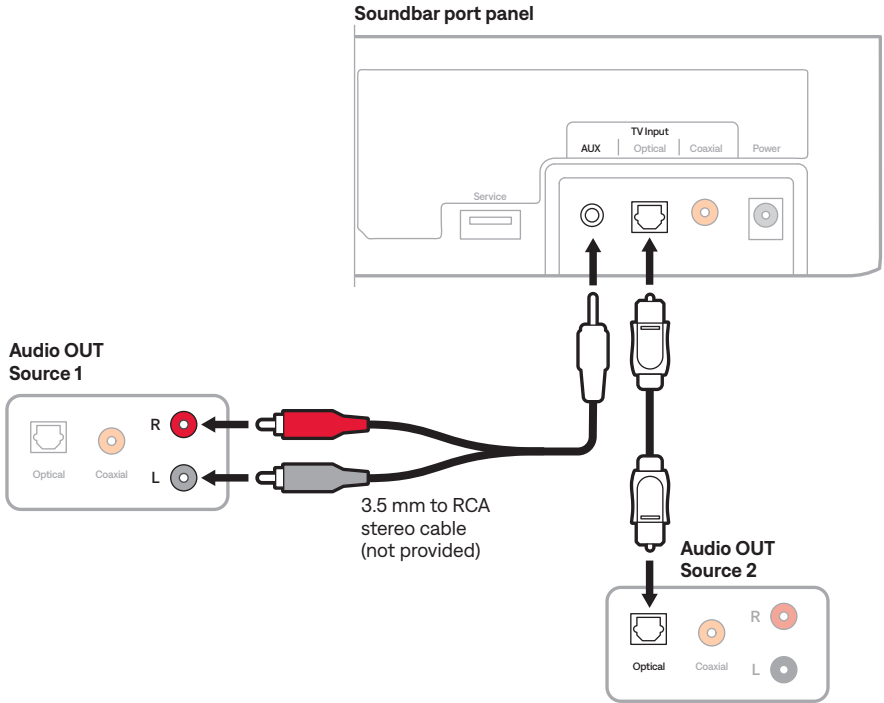 Soundbar port panel
TV Input
AUX
Optical
Coaxial
Power
Service
Audio OUT
Source 1
R
L
Optical
Coaxial
3.5 mm to RCA
stereo cable
(not provided)
Audio OUT
Source 2
R
L
Optical
Coaxial